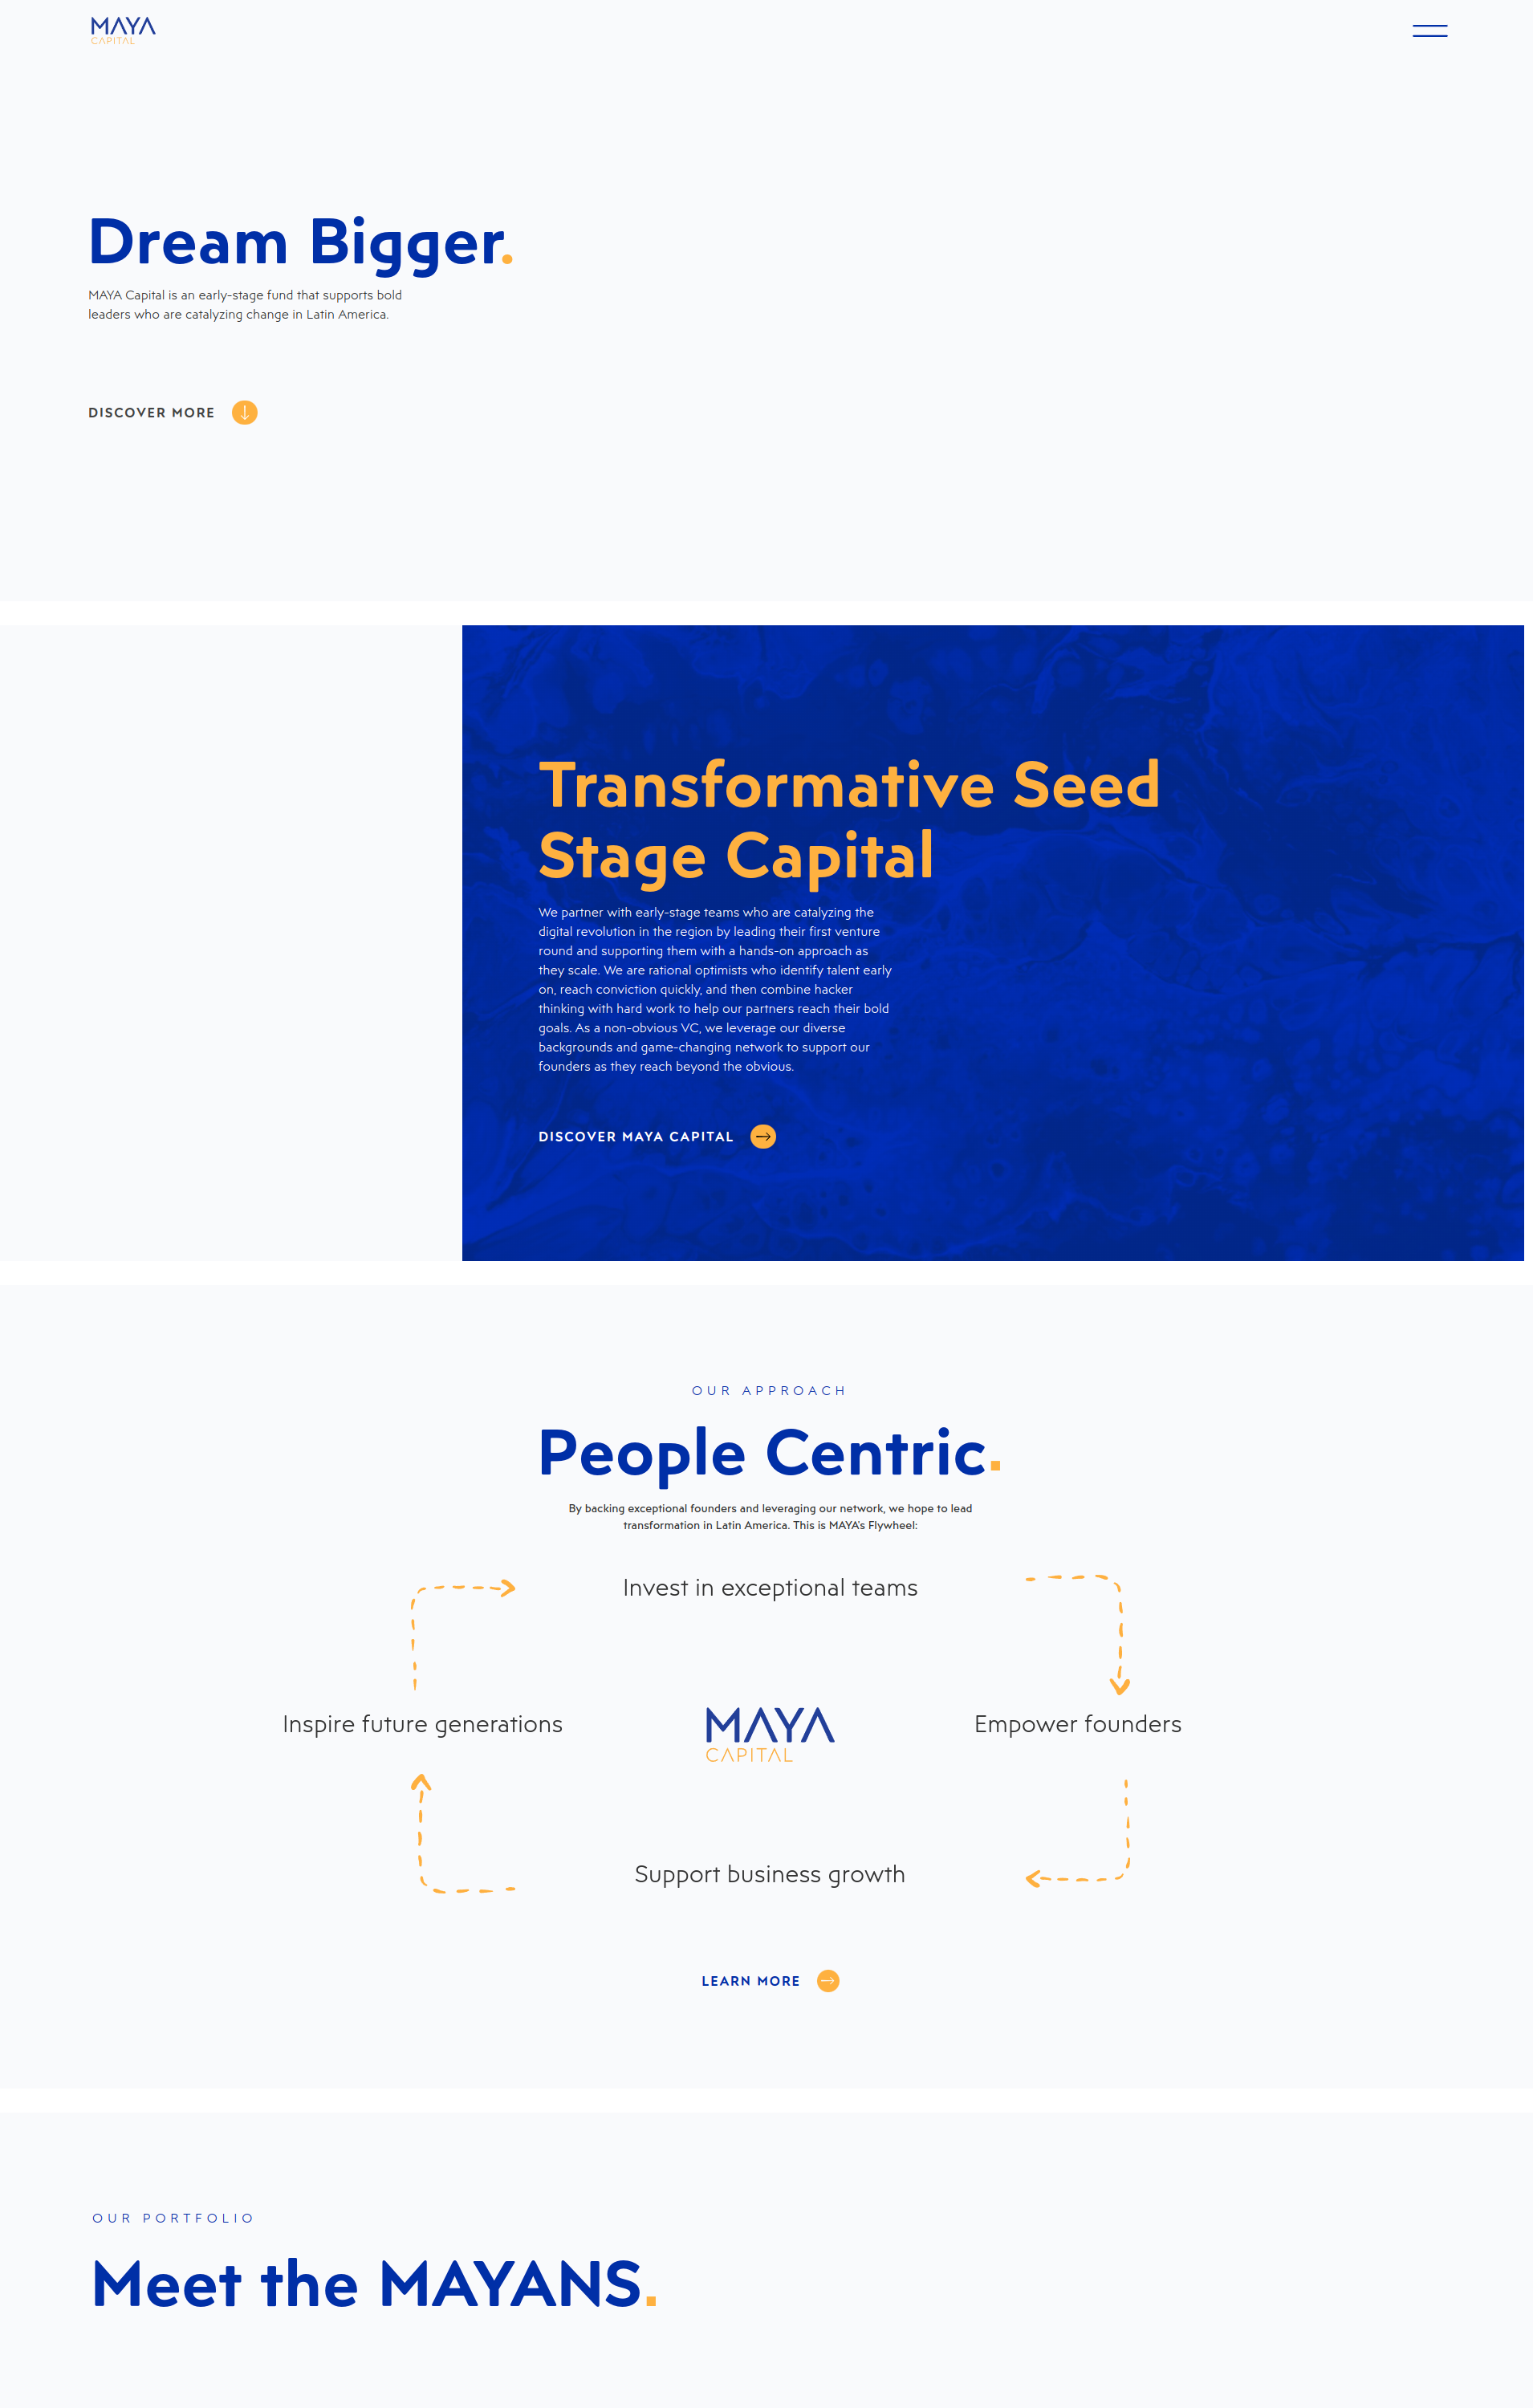 MAYA
CAPITAL
Dream Bigger.
MAYA Capital is an early-stage fund that supports bold
leaders who are catalyzing change in Latin America.
DISCOVER MORE
Transformative Seed
Stage Capital
We partner with early-stage teams who are catalyzing the
digital revolution in the region by leading their first venture
round and supporting them with a hands-on approach as
they scale. We are rational optimists who identify talent early
on, reach conviction quickly, and then combine hacker
thinking with hard work to help our partners reach their bold
goals. As a non-obvious VC, we leverage our diverse
backgrounds and game-changing network to support our
founders as they reach beyond the obvious.
DISCOVER MAYA CAPITAL
OUR APPROACH
People Centric.
By backing exceptional founders and leveraging our network, we hope to lead
transformation in Latin America. This is MAYA's Flywheel:
Invest in exceptional teams
Inspire future generations
MAYA
CAPITAL
Empower founders
Support business growth
LEARN MORE
OUR PORTFOLIO
Meet the MAYANS.